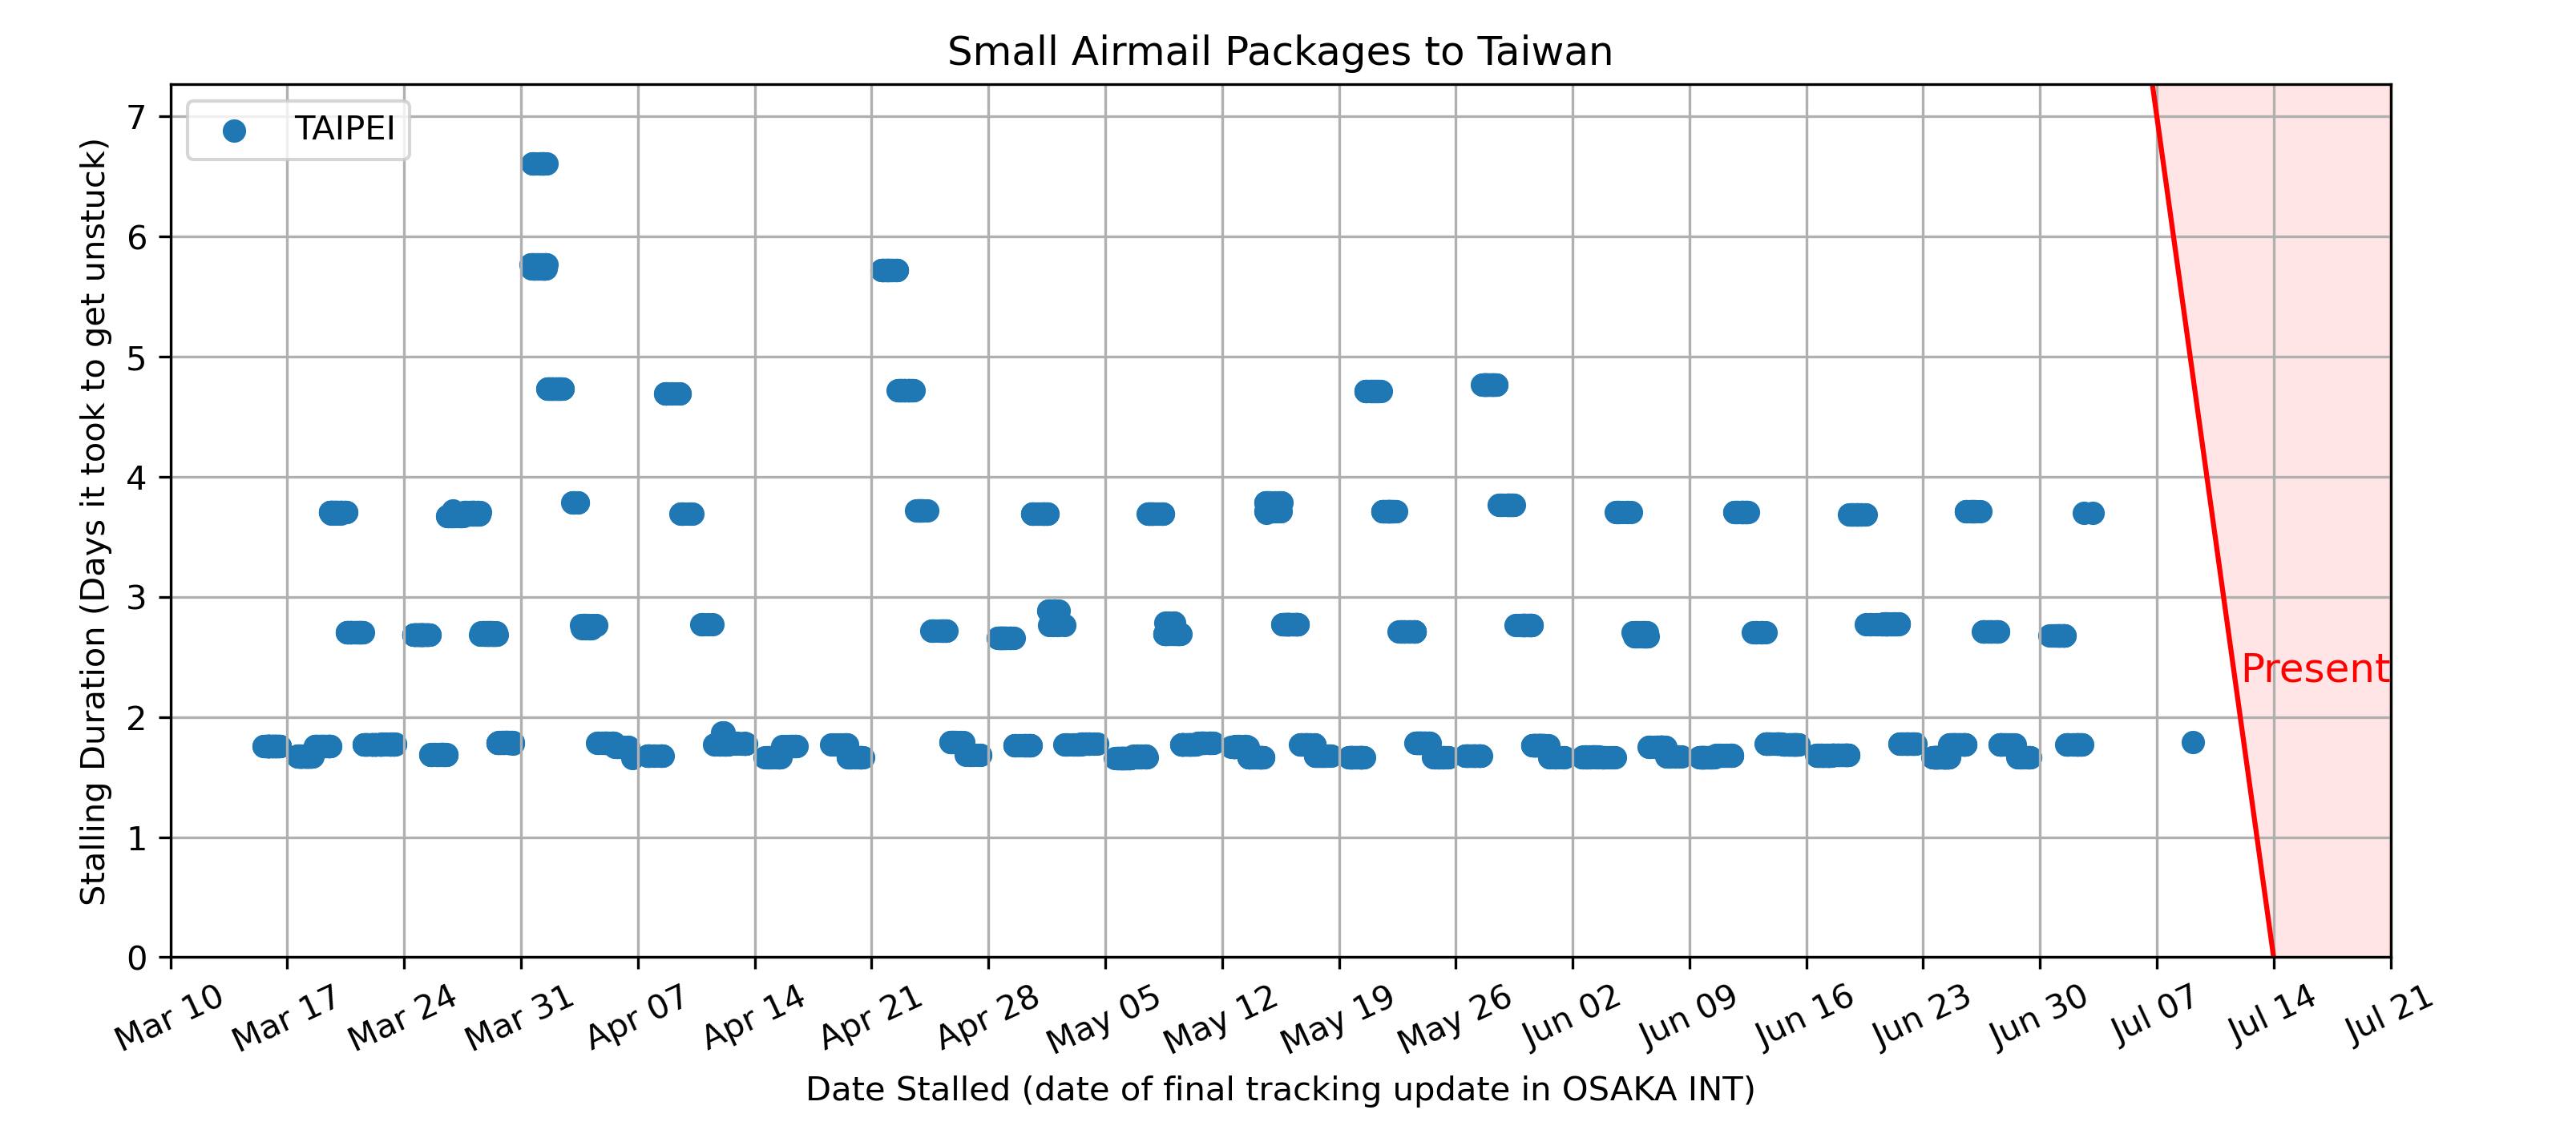 Small Airmail Packages to Taiwan
TAIPEI
Stalling Duration (Days it took to get unstuck)
7
6
5
4
3
2
1
0
Present
Mar 10
Mar 17
Mar 24
Mar 31
Apr 07
Apr 14
Apr 21
Apr 28
May 05
May 12
May 19
May 26
Jun 02
Jun 09
Jun 16
Jun 23
Jun 30
Jul 07
Jul 14
Jul 21
Date Stalled (date of final tracking update in OSAKA INT)